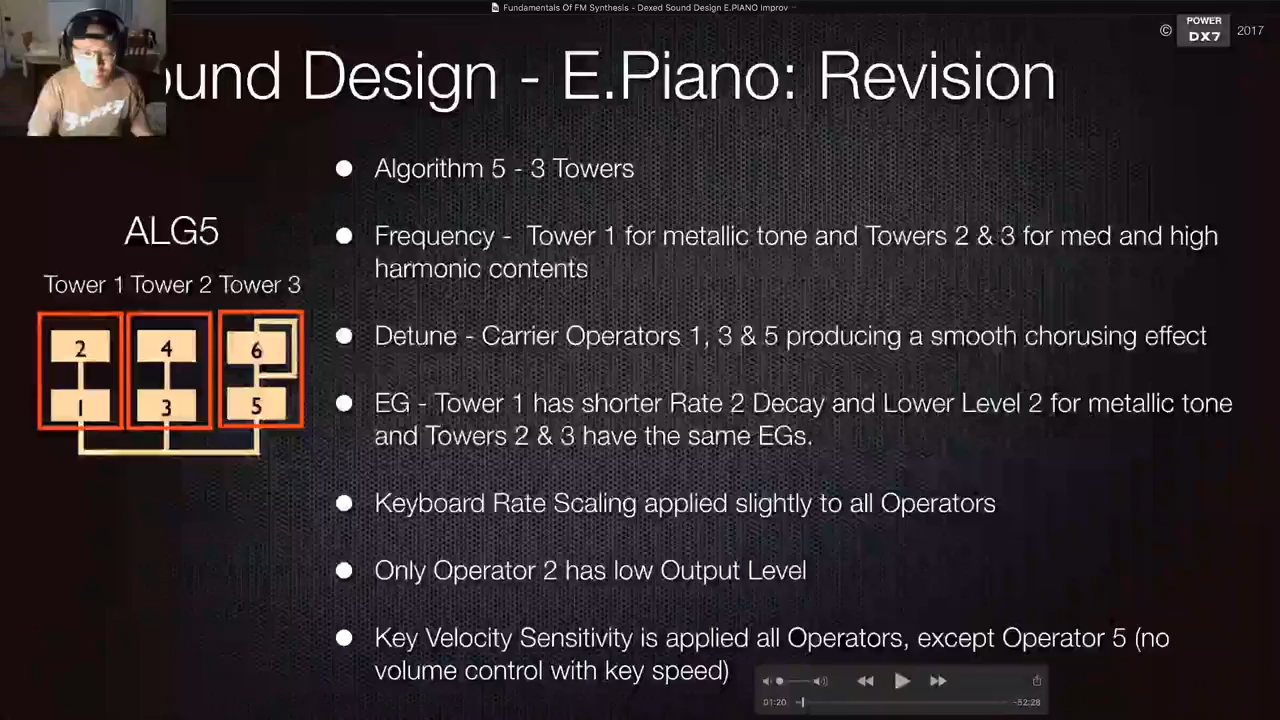 Fundamentals Of FM Synthesis - Dexed Sound Design E.PIANO Improv
© POWER DX7 2017
ound Design - E.Piano: Revision
Algorithm 5 - 3 Towers
ALG5
Frequency - Tower 1 for metallic tone and Towers 2 & 3 for med and high
harmonic contents
Tower 1 Tower 2 Tower 3
Detune - Carrier Operators 1, 3 & 5 producing a smooth chorusing effect
2 4 6
1 3 5
EG - Tower 1 has shorter Rate 2 Decay and Lower Level 2 for metallic tone
and Towers 2 & 3 have the same EGs.
Keyboard Rate Scaling applied slightly to all Operators
Only Operator 2 has low Output Level
Key Velocity Sensitivity is applied all Operators, except Operator 5 (no
volume control with key speed)
01:20 -52:28